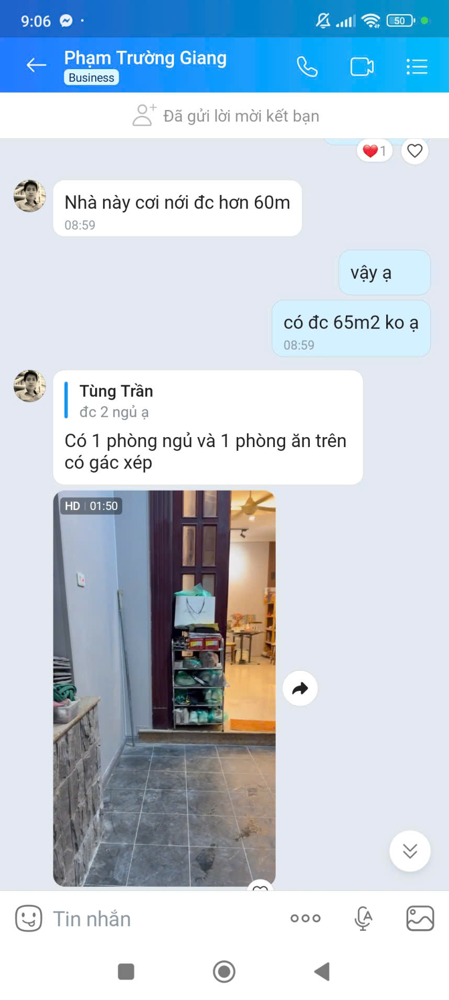 9:06
50
Phạm Trường Giang
Business
Đã gửi lời mời kết bạn
1
Nhà này cơi nới đc hơn 60m
08:59
vậy ạ
có đc 65m2 ko ạ
08:59
Tùng Trần
đc 2 ngủ ạ
Có 1 phòng ngủ và 1 phòng ăn trên
có gác xép
HD 01:50
Tin nhắn